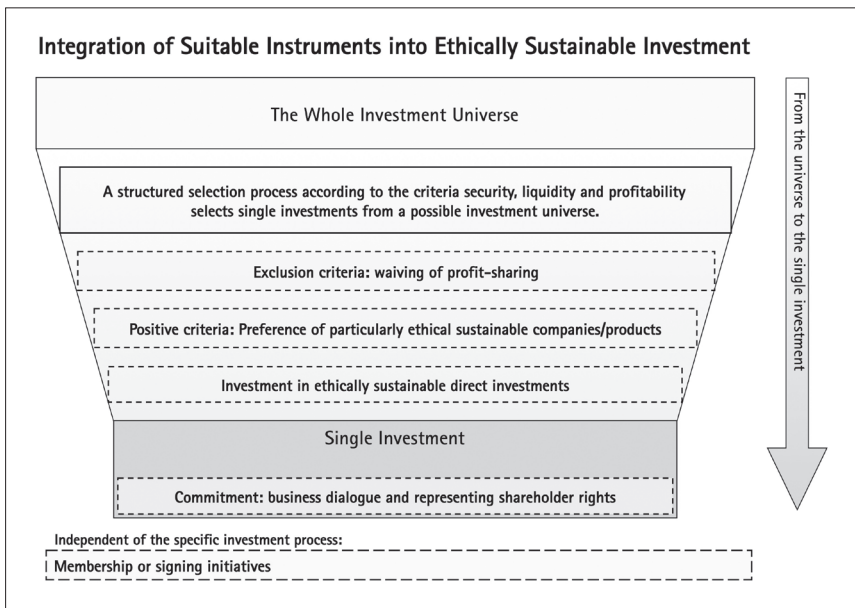 Integration of Suitable Instruments into Ethically Sustainable Investment
The Whole Investment Universe
A structured selection process according to the criteria security, liquidity and profitability
selects single investments from a possible investment universe.
Exclusion criteria: waiving of profit-sharing
Positive criteria: Preference of particularly ethical sustainable companies/products
Investment in ethically sustainable direct investments
Single Investment
Commitment: business dialogue and representing shareholder rights
From the universe to the single investment
Independent of the specific investment process:
Membership or signing initiatives